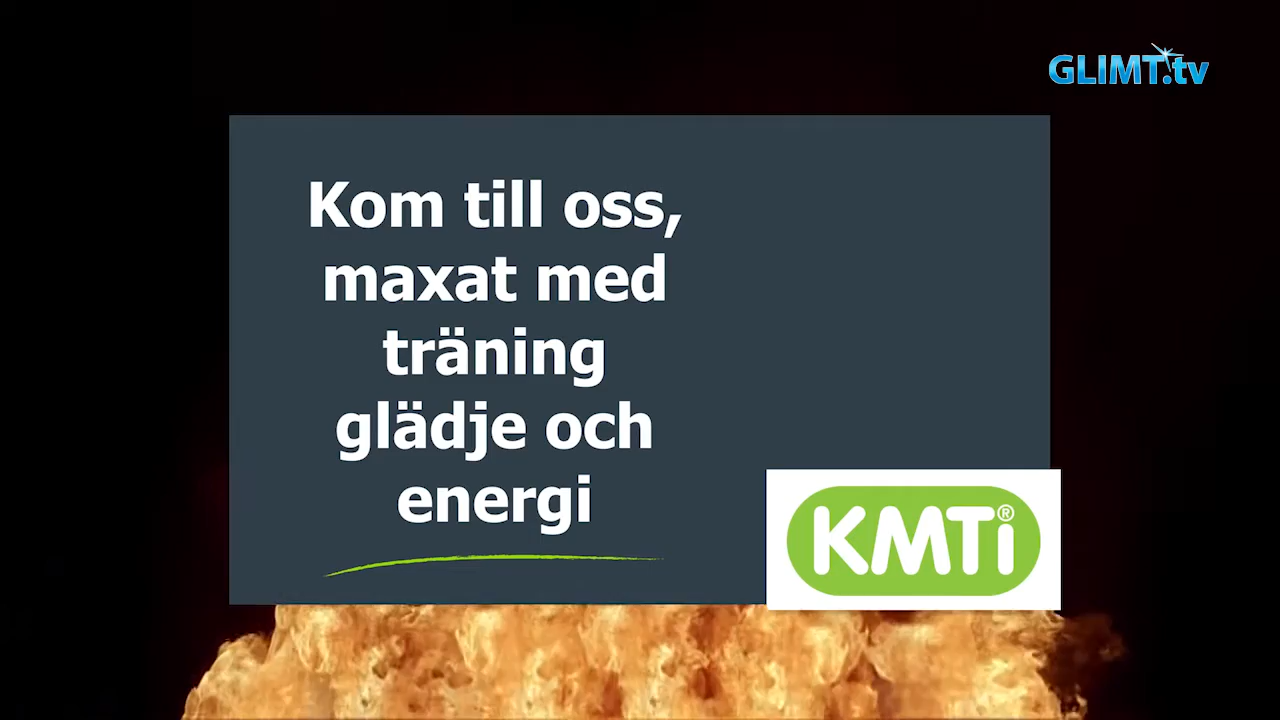 GLIMT.tv
Kom till oss,
maxat med
träning
glädje och
energi
KMTi®